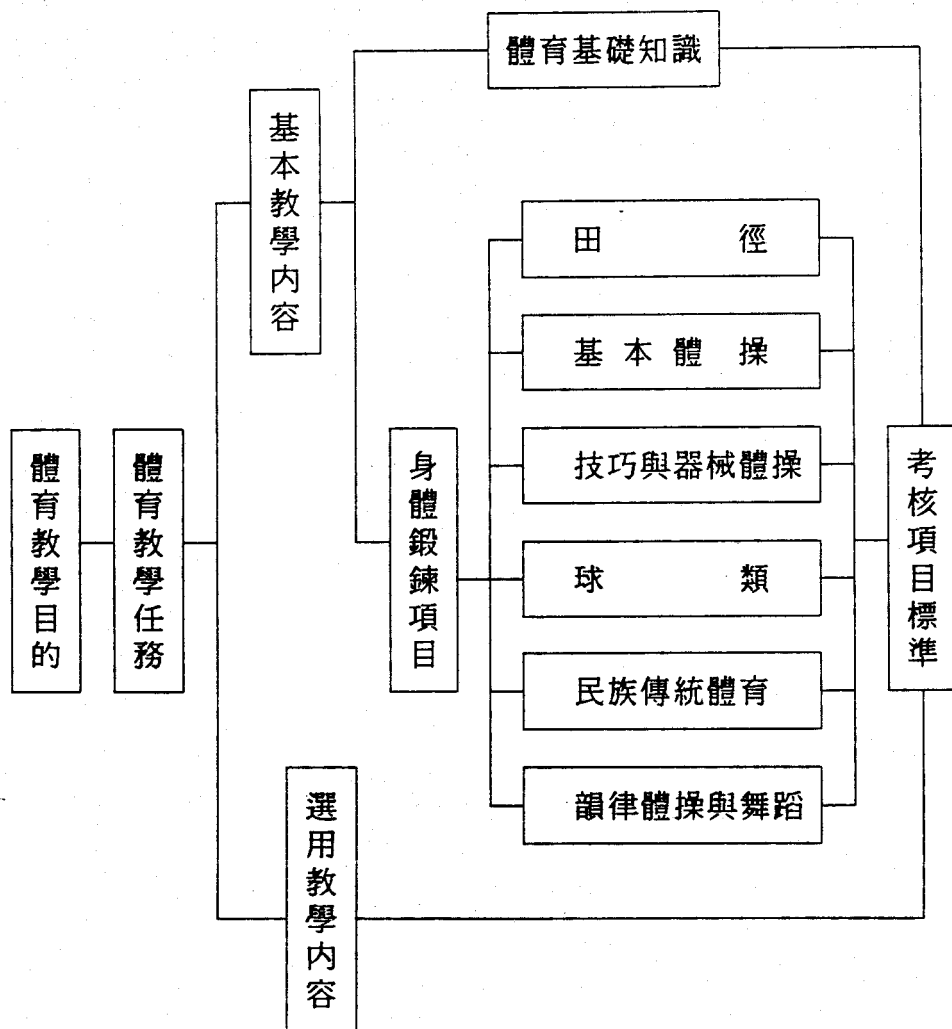 體育教學目的
體育教學任務
基本教學内容
選用教學内容
體育基礎知識
身體鍛鍊項目
田徑
基本體操
技巧與器械體操
球類
民族傳統體育
韻律體操與舞蹈
考核項目標準